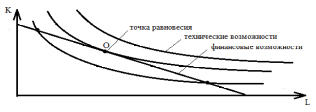 K
точка равновесия
технические возможности
O
финансовые возможности
L